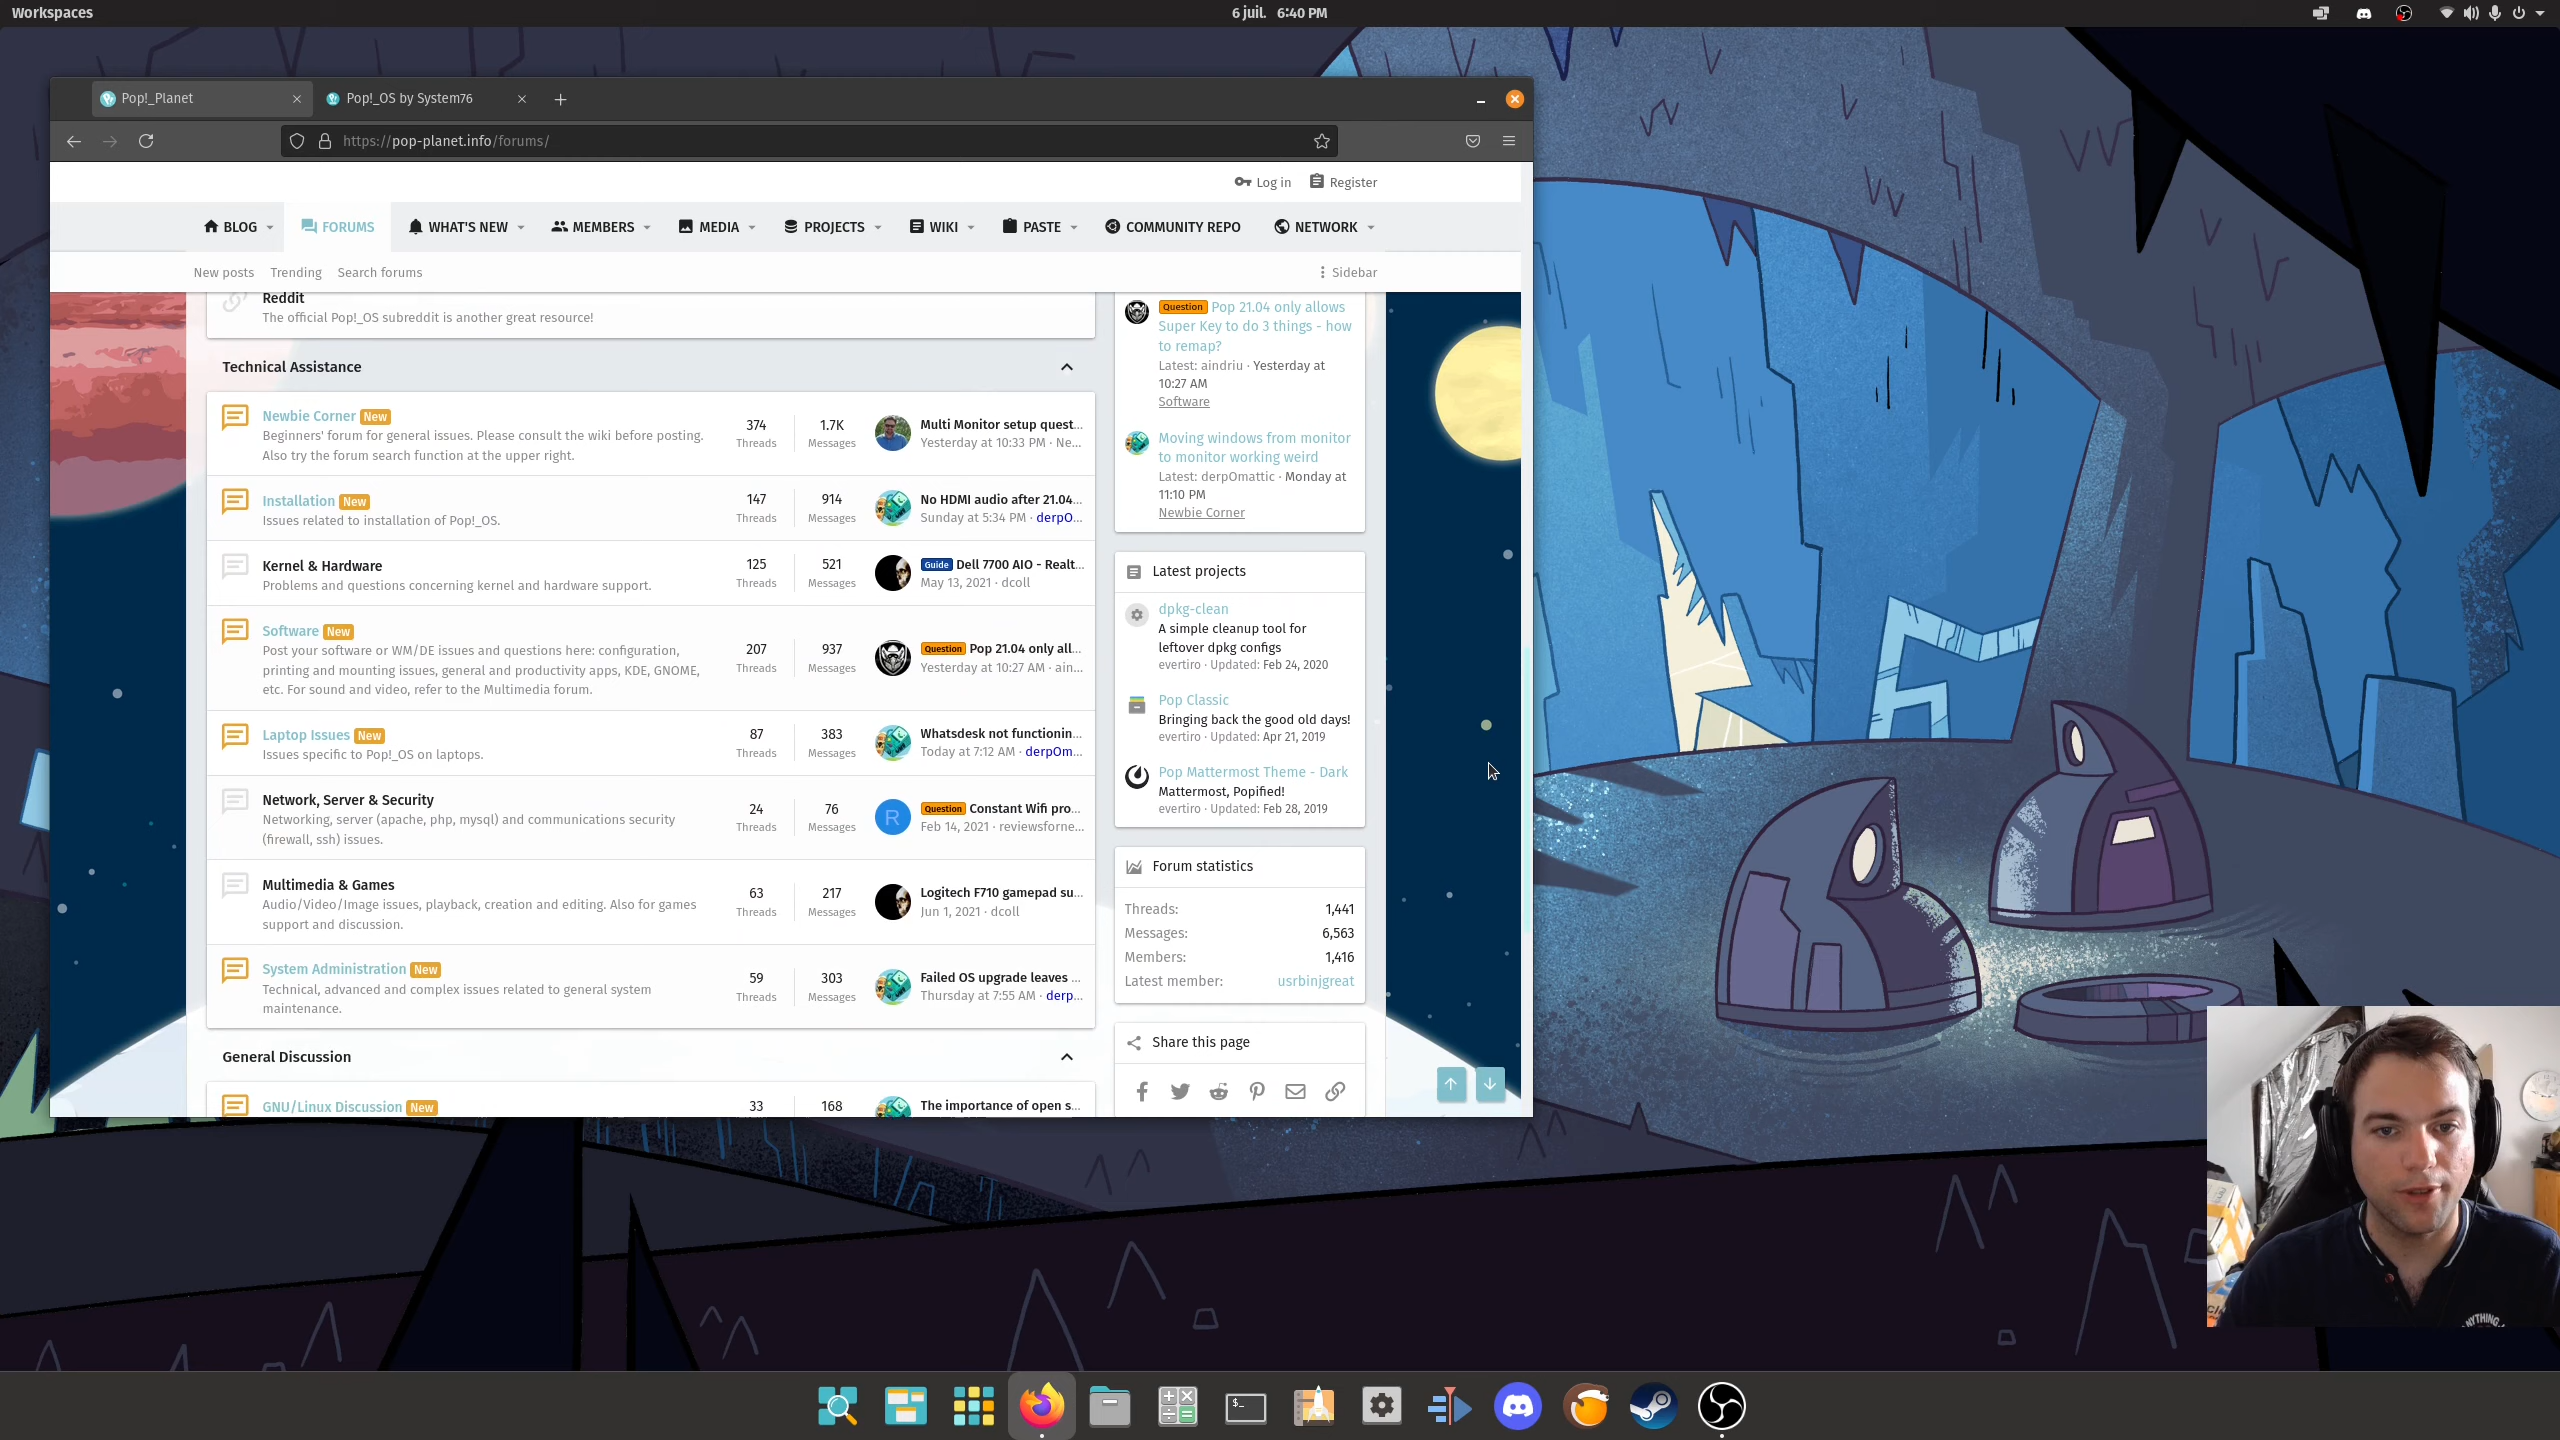 Workspaces
6 juil. 6:40 PM
Pop!_Planet
Pop!_OS by System76
https://pop-planet.info/forums/
Log in
Register
BLOG
FORUMS
WHAT'S NEW
MEMBERS
MEDIA
PROJECTS
WIKI
PASTE
COMMUNITY REPO
NETWORK
New posts
Trending
Search forums
Sidebar
Reddit
The official Pop!_OS subreddit is another great resource!
Technical Assistance
Newbie Corner New
Beginners' forum for general issues. Please consult the wiki before posting.
Also try the forum search function at the upper right.
374
Threads
1.7K
Messages
Multi Monitor setup quest...
Yesterday at 10:33 PM · Ne...
Installation New
Issues related to installation of Pop!_OS.
147
Threads
914
Messages
No HDMI audio after 21.04...
Sunday at 5:34 PM · derpO...
Kernel & Hardware
Problems and questions concerning kernel and hardware support.
125
Threads
521
Messages
Guide Dell 7700 AIO - Realt...
May 13, 2021 · dcoll
Software New
Post your software or WM/DE issues and questions here: configuration,
printing and mounting issues, general and productivity apps, KDE, GNOME,
etc. For sound and video, refer to the Multimedia forum.
207
Threads
937
Messages
Question Pop 21.04 only all...
Yesterday at 10:27 AM · ain...
Laptop Issues New
Issues specific to Pop!_OS on laptops.
87
Threads
383
Messages
Whatsdesk not functionin...
Today at 7:12 AM · derpOm...
Network, Server & Security
Networking, server (apache, php, mysql) and communications security
(firewall, ssh) issues.
24
Threads
76
Messages
R
Question Constant Wifi pro...
Feb 14, 2021 · reviewsforne...
Multimedia & Games
Audio/Video/Image issues, playback, creation and editing. Also for games
support and discussion.
63
Threads
217
Messages
Logitech F710 gamepad su...
Jun 1, 2021 · dcoll
System Administration New
Technical, advanced and complex issues related to general system
maintenance.
59
Threads
303
Messages
Failed OS upgrade leaves ...
Thursday at 7:55 AM · derp...
General Discussion
GNU/Linux Discussion New
33
168
The importance of open s...
Question Pop 21.04 only allows
Super Key to do 3 things - how
to remap?
Latest: aindriu · Yesterday at
10:27 AM
Software
Moving windows from monitor
to monitor working weird
Latest: derpOmattic · Monday at
11:10 PM
Newbie Corner
Latest projects
dpkg-clean
A simple cleanup tool for
leftover dpkg configs
evertiro · Updated: Feb 24, 2020
Pop Classic
Bringing back the good old days!
evertiro · Updated: Apr 21, 2019
Pop Mattermost Theme - Dark
Mattermost, Popified!
evertiro · Updated: Feb 28, 2019
Forum statistics
Threads: 1,441
Messages: 6,563
Members: 1,416
Latest member: usrbinjgreat
Share this page
$_